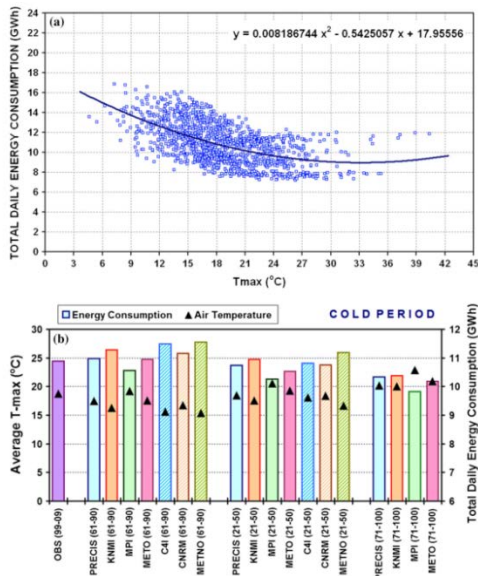 (a)
y = 0.008186744 x² - 0.5425057 x + 17.95556
TOTAL DAILY ENERGY CONSUMPTION (GWh)
24
22
20
18
16
14
12
10
8
6
4
2
0
0 3 6 9 12 15 18 21 24 27 30 33 36 39 42 45
Tmax (°C)
(b)
Energy Consumption
Air Temperature
COLD PERIOD
Average T-max (°C)
30
25
20
15
10
5
0
Total Daily Energy Consumption (GWh)
12
11
10
9
8
7
6
OBS (99-09)
PRECIS (61-90)
KNMI (61-90)
MPI (61-90)
METO (61-90)
C4I (61-90)
CNRM (61-90)
METNO (61-90)
PRECIS (21-50)
KNMI (21-50)
MPI (21-50)
METO (21-50)
C4I (21-50)
CNRM (21-50)
METNO (21-50)
PRECIS (71-100)
KNMI (71-100)
MPI (71-100)
METO (71-100)